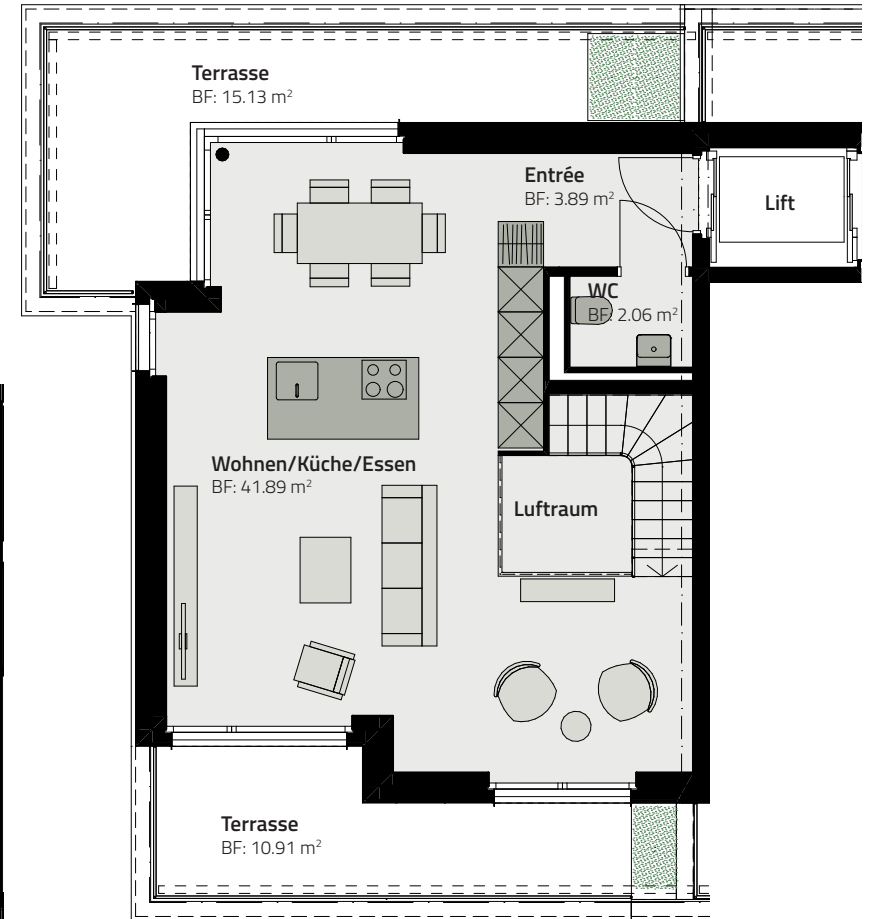 Terrasse
BF: 15.13 m²
Entrée
BF: 3.89 m²
Lift
WC
BF: 2.06 m²
Wohnen/Küche/Essen
BF: 41.89 m²
Luftraum
Terrasse
BF: 10.91 m²